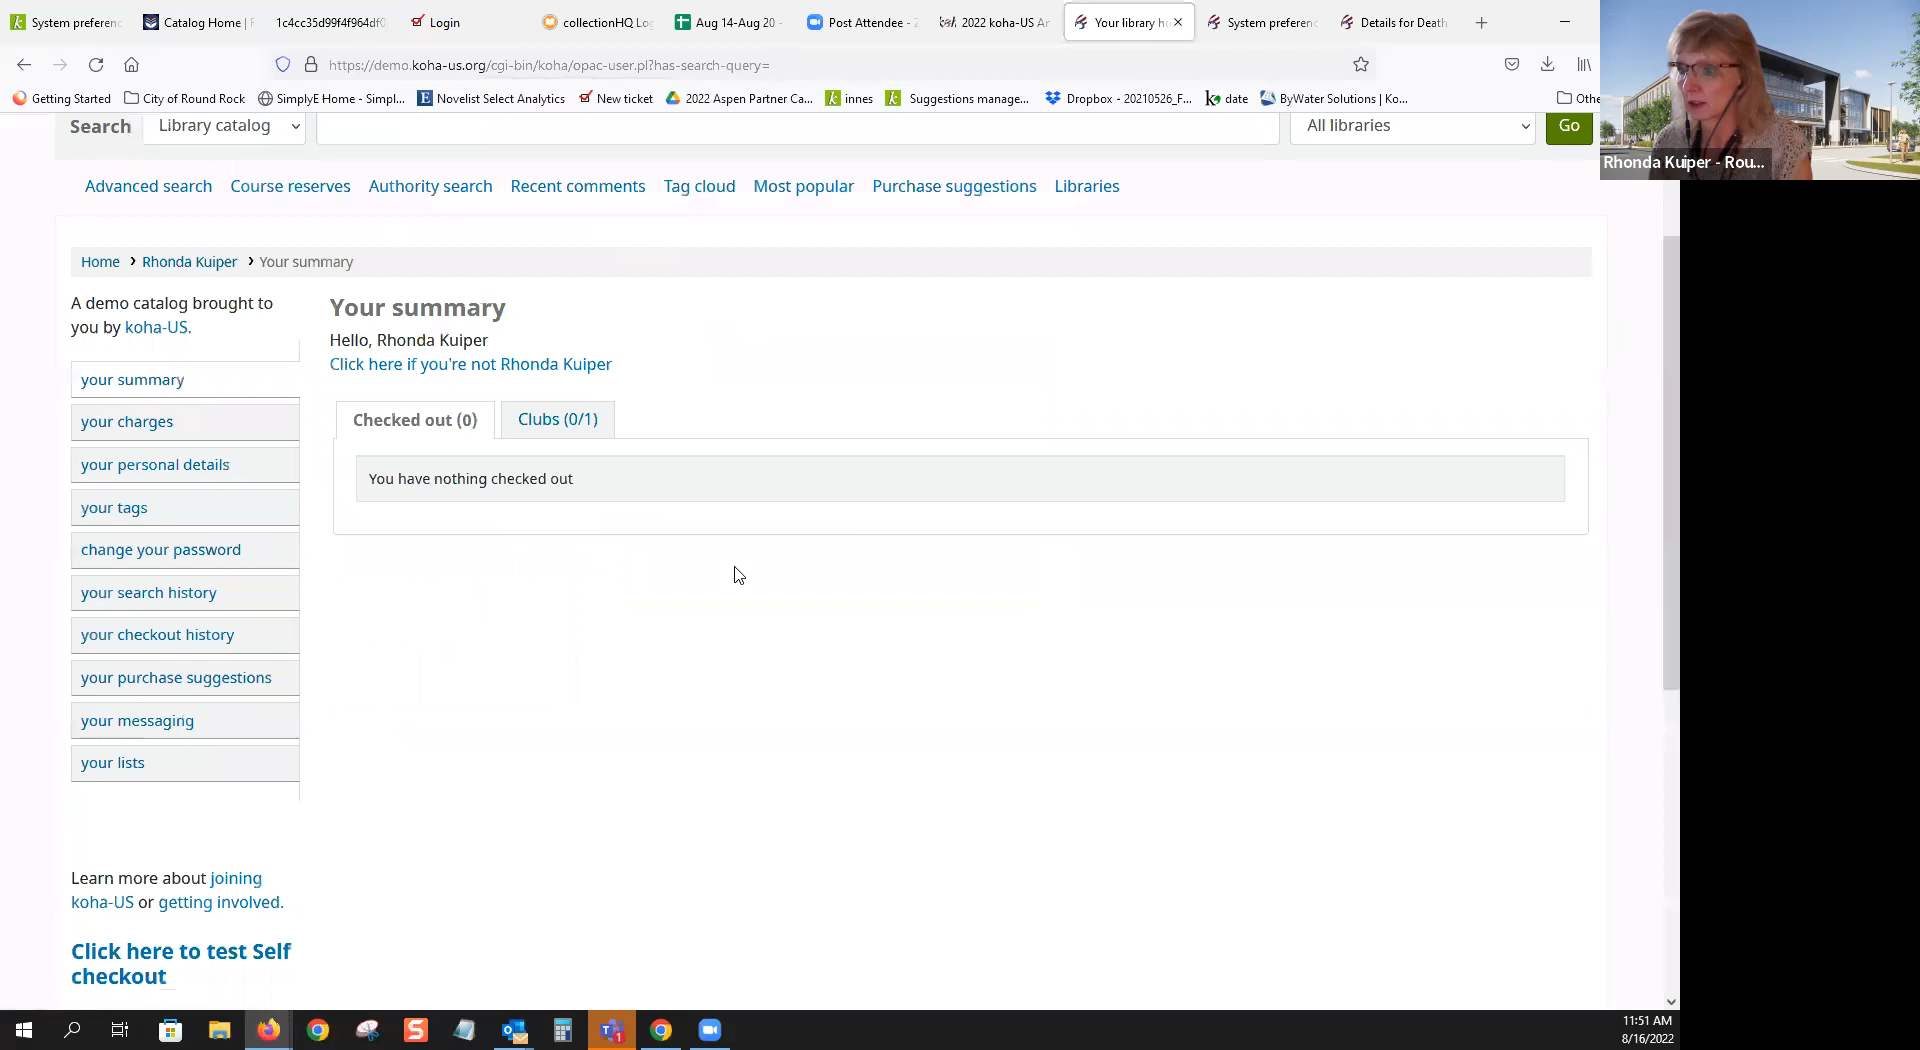 System preferenc
Catalog Home | F
1c4cc35d99f4f964df0
Login
collectionHQ Log
Aug 14-Aug 20 -
Post Attendee - Z
2022 koha-US An
Your library ho
System preferenc
Details for Death
https://demo.koha-us.org/cgi-bin/koha/opac-user.pl?has-search-query=
Getting Started
City of Round Rock
SimplyE Home - Simpl...
Novelist Select Analytics
New ticket
2022 Aspen Partner Ca...
innes
Suggestions manage...
Dropbox - 20210526_F...
date
ByWater Solutions | Ko...
Othe
Rhonda Kuiper - Rou...
Search
Library catalog
All libraries
Go
Advanced search
Course reserves
Authority search
Recent comments
Tag cloud
Most popular
Purchase suggestions
Libraries
Home › Rhonda Kuiper › Your summary
A demo catalog brought to
you by koha-US.
your summary
your charges
your personal details
your tags
change your password
your search history
your checkout history
your purchase suggestions
your messaging
your lists
Your summary
Hello, Rhonda Kuiper
Click here if you're not Rhonda Kuiper
Checked out (0)
Clubs (0/1)
You have nothing checked out
Learn more about joining
koha-US or getting involved.
Click here to test Self
checkout
11:51 AM
8/16/2022